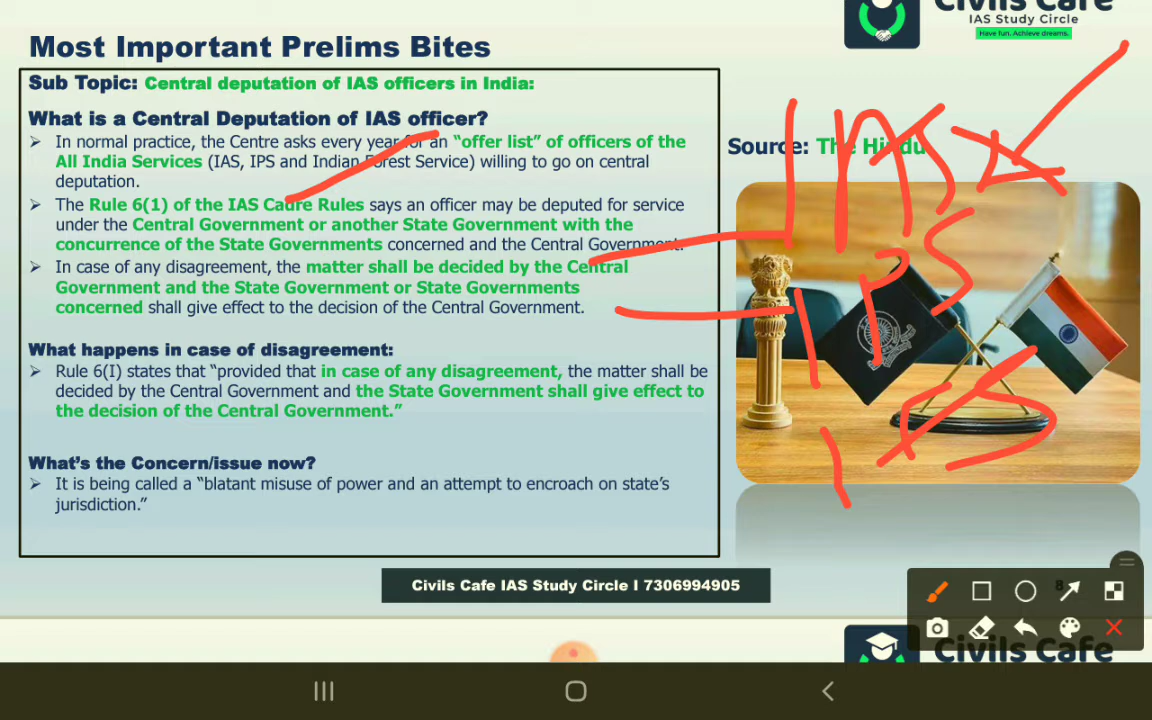 Civils Cafe
IAS Study Circle
Have fun. Achieve dreams.
Most Important Prelims Bites
Sub Topic: Central deputation of IAS officers in India:
What is a Central Deputation of IAS officer?
➢ In normal practice, the Centre asks every year for an “offer list” of officers of the
All India Services (IAS, IPS and Indian Forest Service) willing to go on central
deputation.
➢ The Rule 6(1) of the IAS Cadre Rules says an officer may be deputed for service
under the Central Government or another State Government with the
concurrence of the State Governments concerned and the Central Government.
➢ In case of any disagreement, the matter shall be decided by the Central
Government and the State Government or State Governments
concerned shall give effect to the decision of the Central Government.
What happens in case of disagreement:
➢ Rule 6(I) states that “provided that in case of any disagreement, the matter shall be
decided by the Central Government and the State Government shall give effect to
the decision of the Central Government.”
What’s the Concern/issue now?
➢ It is being called a “blatant misuse of power and an attempt to encroach on state’s
jurisdiction.”
Source: The Hindu
IAS
IPS
Civils Cafe IAS Study Circle I 7306994905
8
Civils Cafe